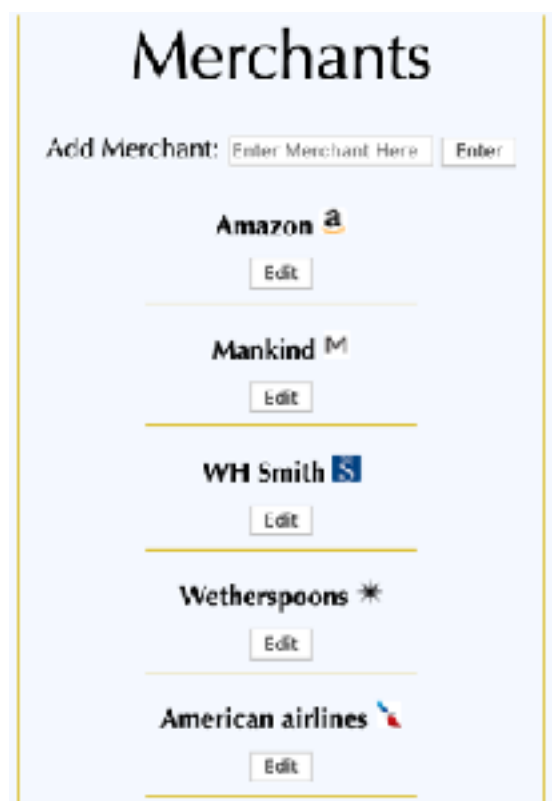 Merchants
Add Merchant: Enter Merchant Here Enter
Amazon a
Edit
Mankind M
Edit
WH Smith S
Edit
Wetherspoons
Edit
American airlines
Edit